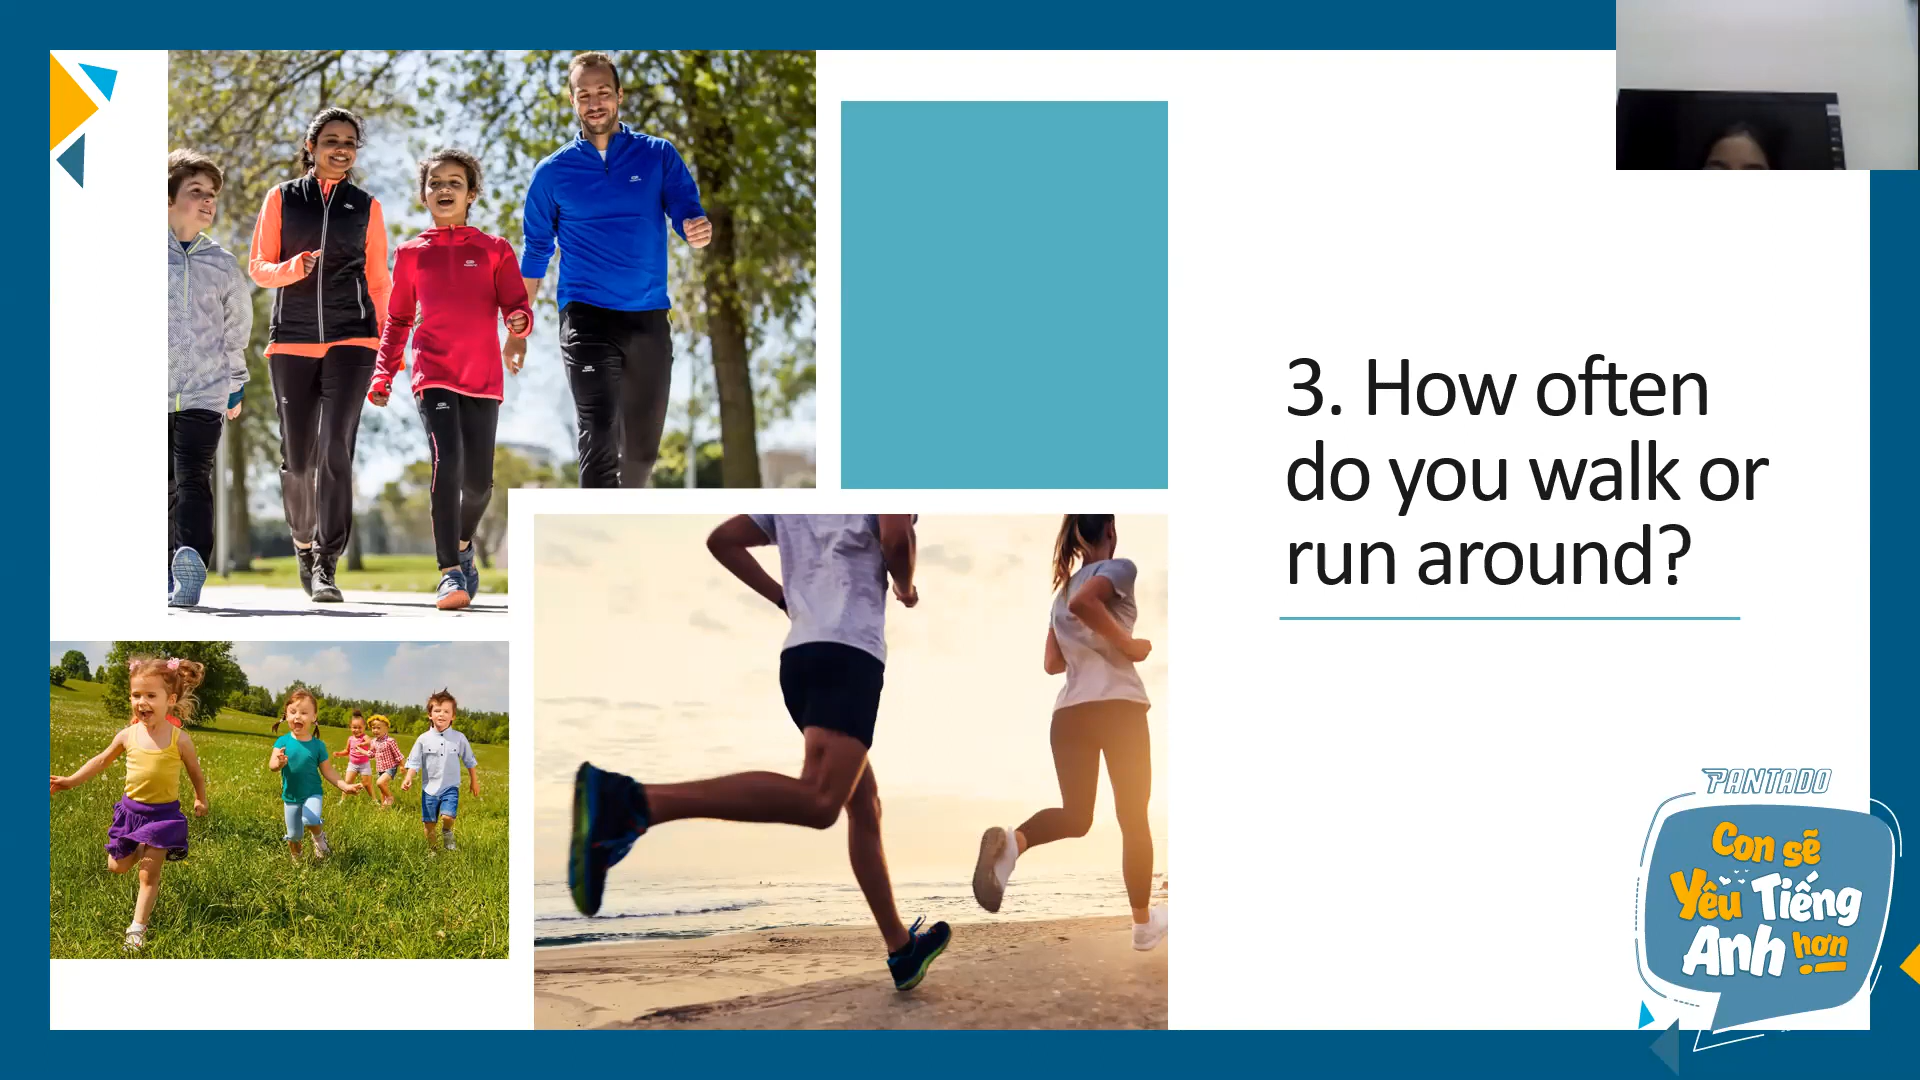 3. How often
do you walk or
run around?
PANTADO
Con sẽ
Yêu Tiếng
Anh hơn